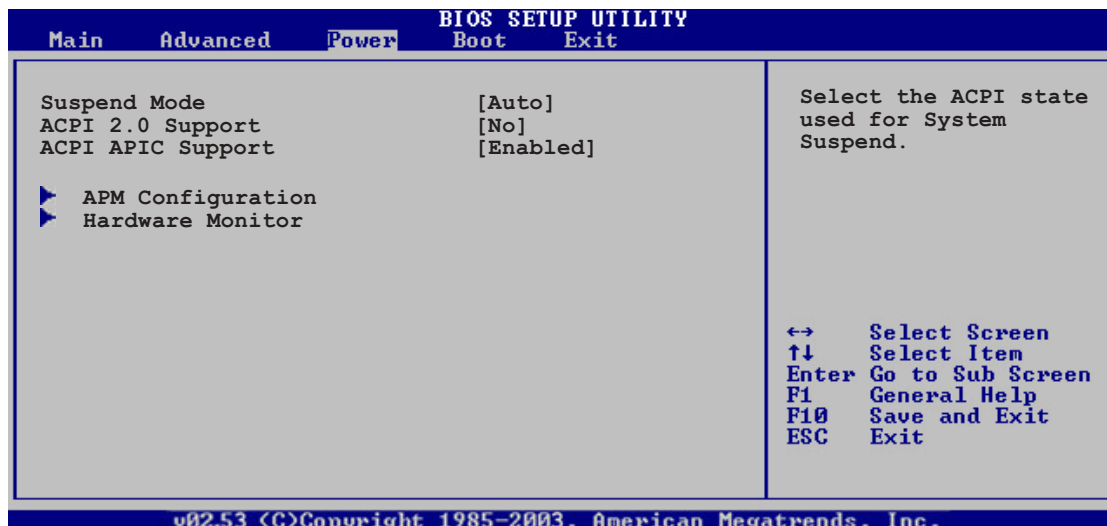 BIOS SETUP UTILITY
Main Advanced Power Boot Exit
Suspend Mode [Auto]
ACPI 2.0 Support [No]
ACPI APIC Support [Enabled]
APM Configuration
Hardware Monitor
Select the ACPI state
used for System
Suspend.
←→ Select Screen
↑↓ Select Item
Enter Go to Sub Screen
F1 General Help
F10 Save and Exit
ESC Exit
v02.53 (C)Copyright 1985-2003, American Megatrends, Inc.